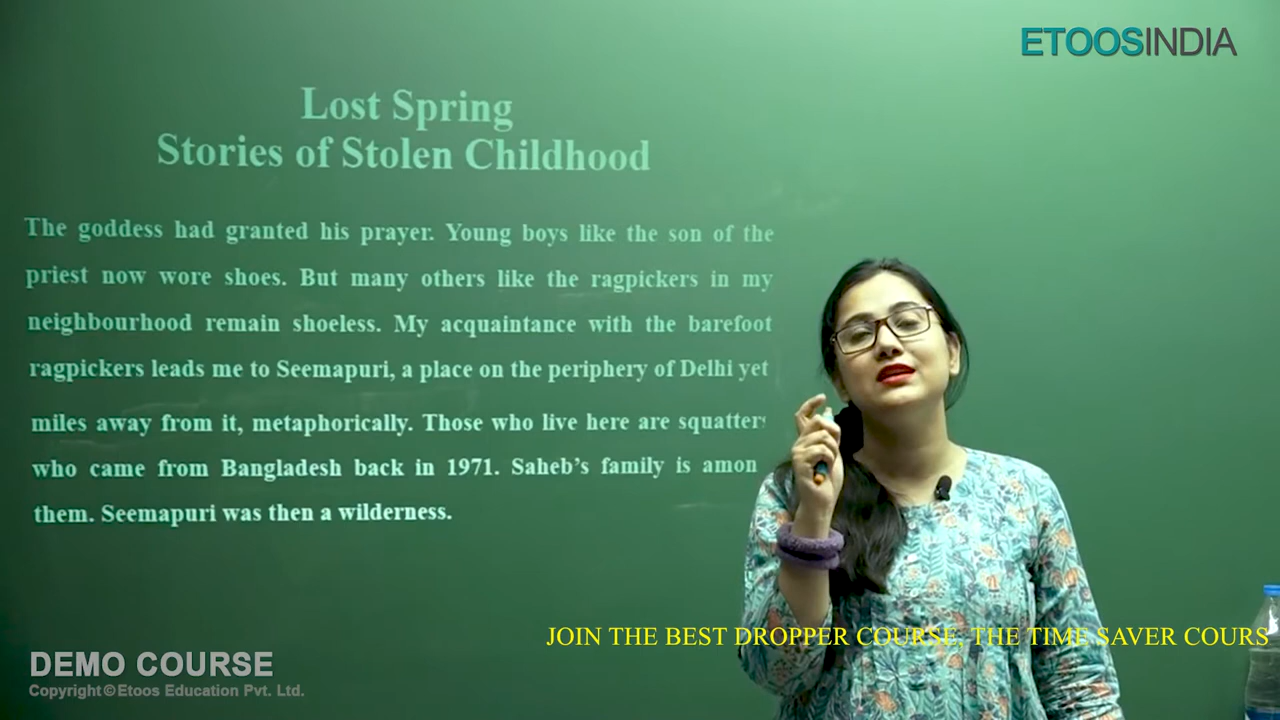 ETOOSINDIA
Lost Spring
Stories of Stolen Childhood
The goddess had granted his prayer. Young boys like the son of the
priest now wore shoes. But many others like the ragpickers in my
neighbourhood remain shoeless. My acquaintance with the barefoot
ragpickers leads me to Seemapuri, a place on the periphery of Delhi yet
miles away from it, metaphorically. Those who live here are squatters
who came from Bangladesh back in 1971. Saheb's family is amon
them. Seemapuri was then a wilderness.
JOIN THE BEST DROPPER COURSE, THE TIME SAVER COURS
DEMO COURSE
Copyright © Etoos Education Pvt. Ltd.